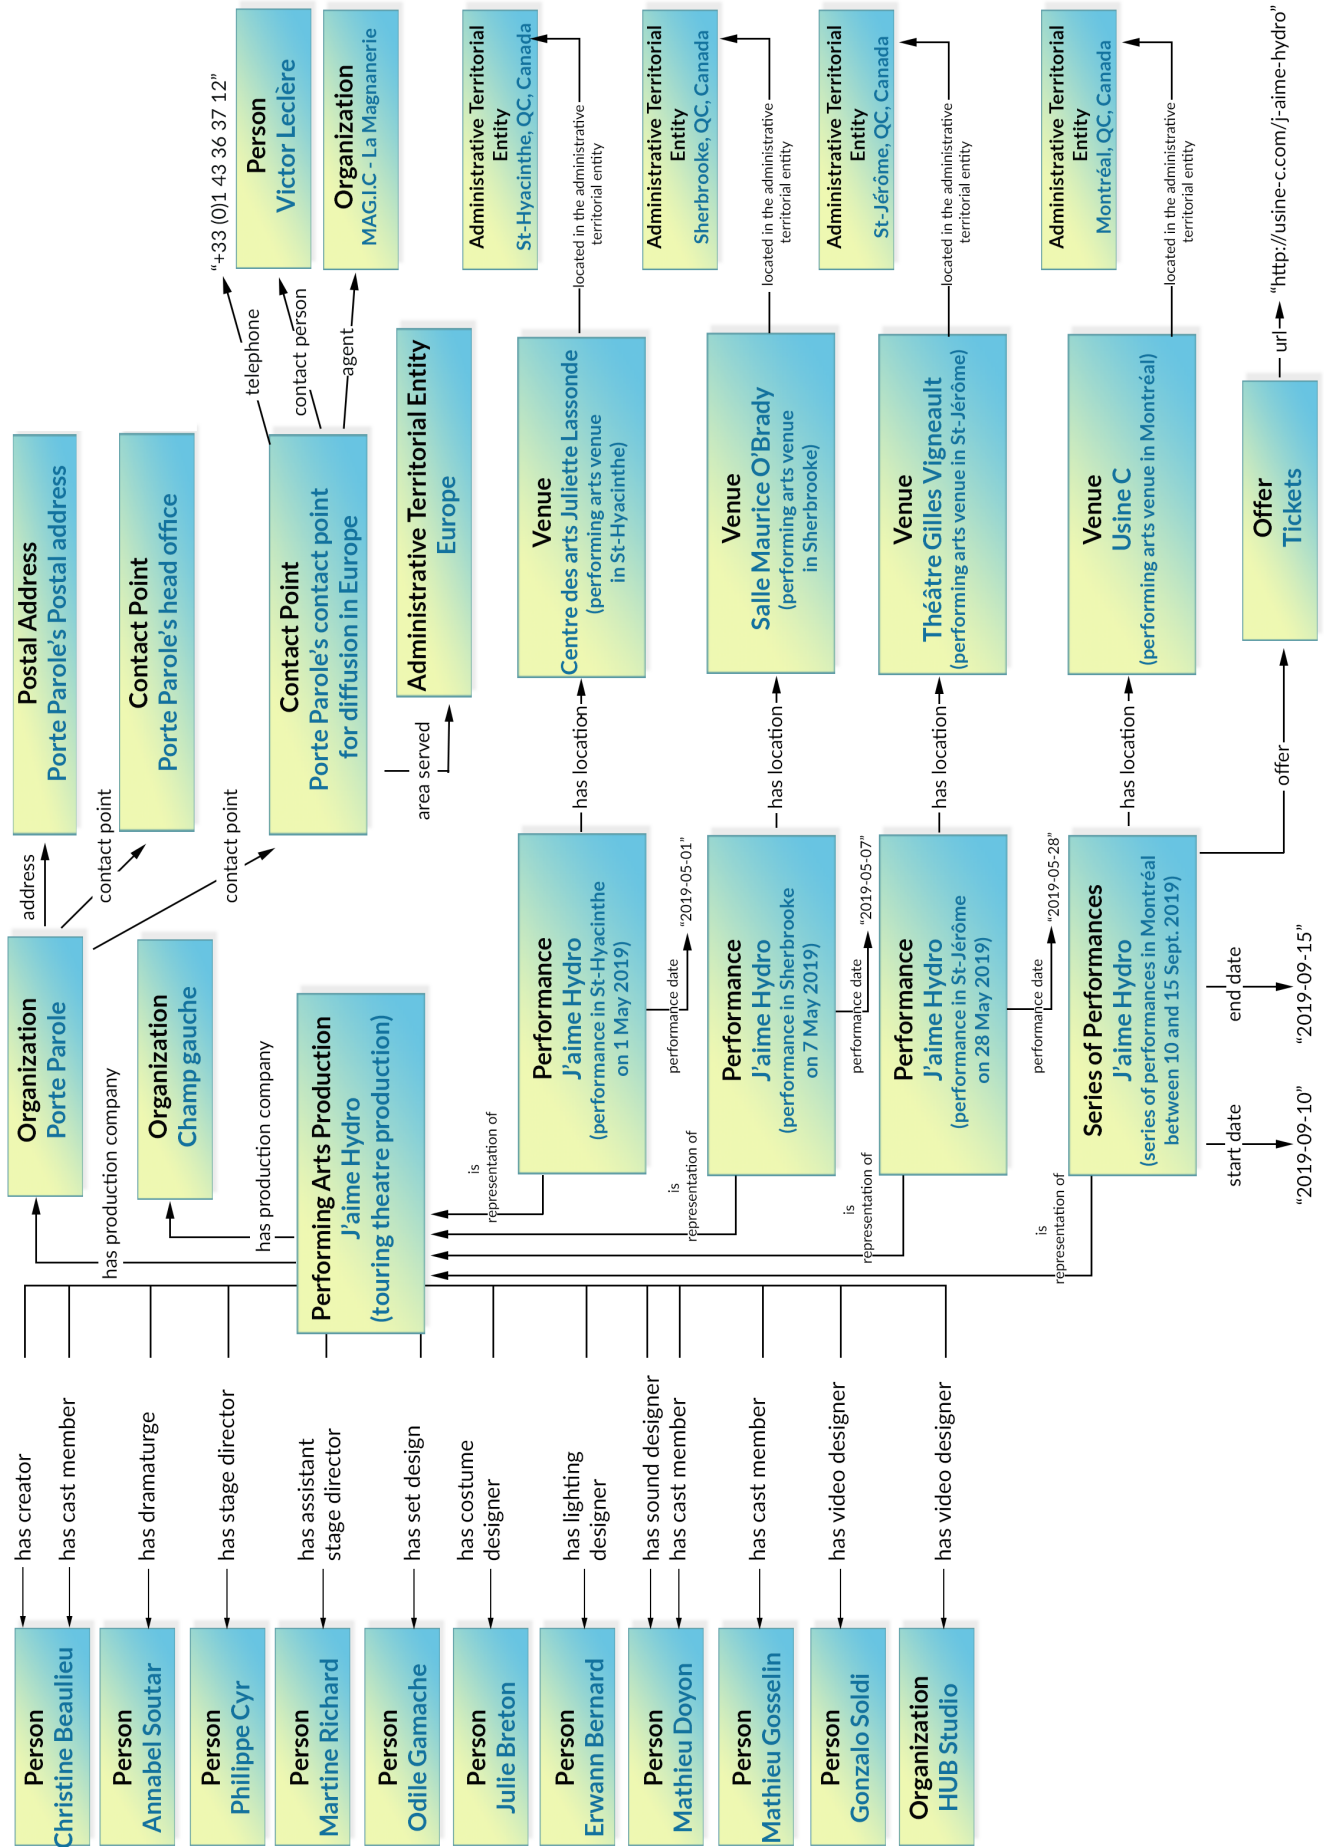 Person
Christine Beaulieu
Person
Annabel Soutar
Person
Philippe Cyr
Person
Martine Richard
Person
Odile Gamache
Person
Julie Breton
Person
Erwann Bernard
Person
Mathieu Doyon
Person
Mathieu Gosselin
Person
Gonzalo Soldi
Organization
HUB Studio
has creator
has cast member
has dramaturge
has stage director
has assistant
stage director
has set design
has costume
designer
has lighting
designer
has sound designer
has cast member
has cast member
has video designer
has video designer
Performing Arts Production
J’aime Hydro
(touring theatre production)
has production company
has production company
Organization
Porte Parole
Organization
Champ gauche
address
contact point
contact point
Postal Address
Porte Parole’s Postal address
Contact Point
Porte Parole’s head office
Contact Point
Porte Parole’s contact point
for diffusion in Europe
area served
Administrative Territorial Entity
Europe
telephone
contact person
agent
“+33 (0)1 43 36 37 12”
Person
Victor Leclère
Organization
MAG.I.C - La Magnanerie
is
representation of
Performance
J’aime Hydro
(performance in St-Hyacinthe
on 1 May 2019)
performance date
“2019-05-01”
has location
Venue
Centre des arts Juliette Lassonde
(performing arts venue
in St-Hyacinthe)
located in the administrative
territorial entity
Administrative Territorial
Entity
St-Hyacinthe, QC, Canada
is
representation of
Performance
J’aime Hydro
(performance in Sherbrooke
on 7 May 2019)
performance date
“2019-05-07”
has location
Venue
Salle Maurice O’Brady
(performing arts venue
in Sherbrooke)
located in the administrative
territorial entity
Administrative Territorial
Entity
Sherbrooke, QC, Canada
is
representation of
Performance
J’aime Hydro
(performance in St-Jérôme
on 28 May 2019)
performance date
“2019-05-28”
has location
Venue
Théâtre Gilles Vigneault
(performing arts venue in St-Jérôme)
located in the administrative
territorial entity
Administrative Territorial
Entity
St-Jérôme, QC, Canada
is
representation of
Series of Performances
J’aime Hydro
(series of performances in Montréal
between 10 and 15 Sept. 2019)
start date
“2019-09-10”
end date
“2019-09-15”
has location
Venue
Usine C
(performing arts venue in Montréal)
located in the administrative
territorial entity
Administrative Territorial
Entity
Montréal, QC, Canada
offer
Offer
Tickets
url
“http://usine-c.com/j-aime-hydro”